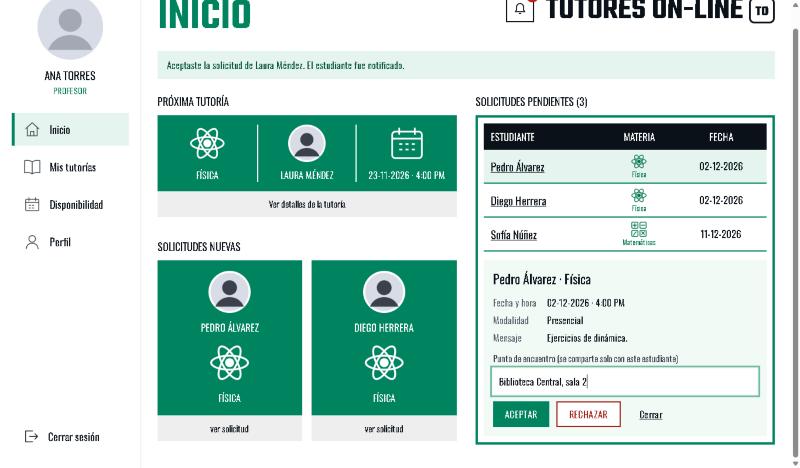 ANA TORRES
PROFESOR
Inicio
Mis tutorías
Disponibilidad
Perfil
Cerrar sesión
INICIO
TUTORES ON-LINE TO
Aceptaste la solicitud de Laura Méndez. El estudiante fue notificado.
PRÓXIMA TUTORÍA
FÍSICA
LAURA MÉNDEZ
23-11-2026 · 4:00 PM
Ver detalles de la tutoría
SOLICITUDES NUEVAS
PEDRO ÁLVAREZ
FÍSICA
ver solicitud
DIEGO HERRERA
FÍSICA
ver solicitud
SOLICITUDES PENDIENTES (3)
ESTUDIANTE MATERIA FECHA
Pedro Álvarez Física 02-12-2026
Diego Herrera Física 02-12-2026
Sofía Núñez Matemáticas 11-12-2026
Pedro Álvarez · Física
Fecha y hora 02-12-2026 · 4:00 PM
Modalidad Presencial
Mensaje Ejercicios de dinámica.
Punto de encuentro (se comparte solo con este estudiante)
Biblioteca Central, sala 2
ACEPTAR RECHAZAR Cerrar